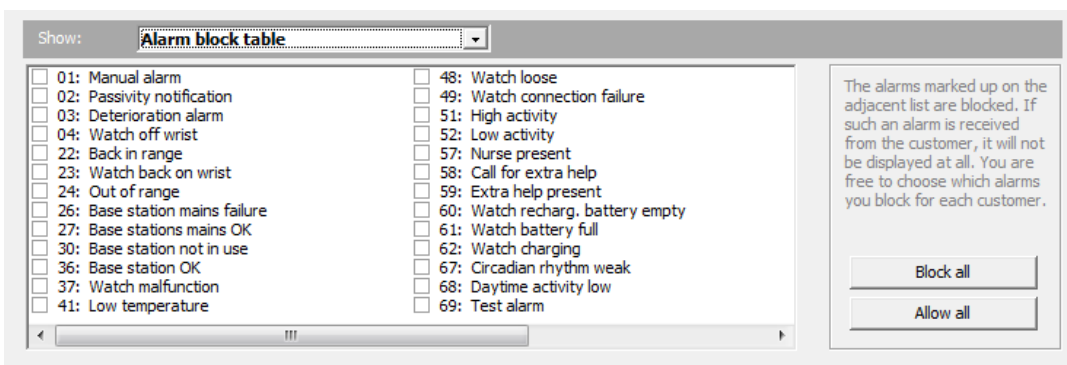 Show: Alarm block table
01: Manual alarm
02: Passivity notification
03: Deterioration alarm
04: Watch off wrist
22: Back in range
23: Watch back on wrist
24: Out of range
26: Base station mains failure
27: Base stations mains OK
30: Base station not in use
36: Base station OK
37: Watch malfunction
41: Low temperature
48: Watch loose
49: Watch connection failure
51: High activity
52: Low activity
57: Nurse present
58: Call for extra help
59: Extra help present
60: Watch recharg. battery empty
61: Watch battery full
62: Watch charging
67: Circadian rhythm weak
68: Daytime activity low
69: Test alarm
The alarms marked up on the
adjacent list are blocked. If
such an alarm is received
from the customer, it will not
be displayed at all. You are
free to choose which alarms
you block for each customer.
Block all
Allow all